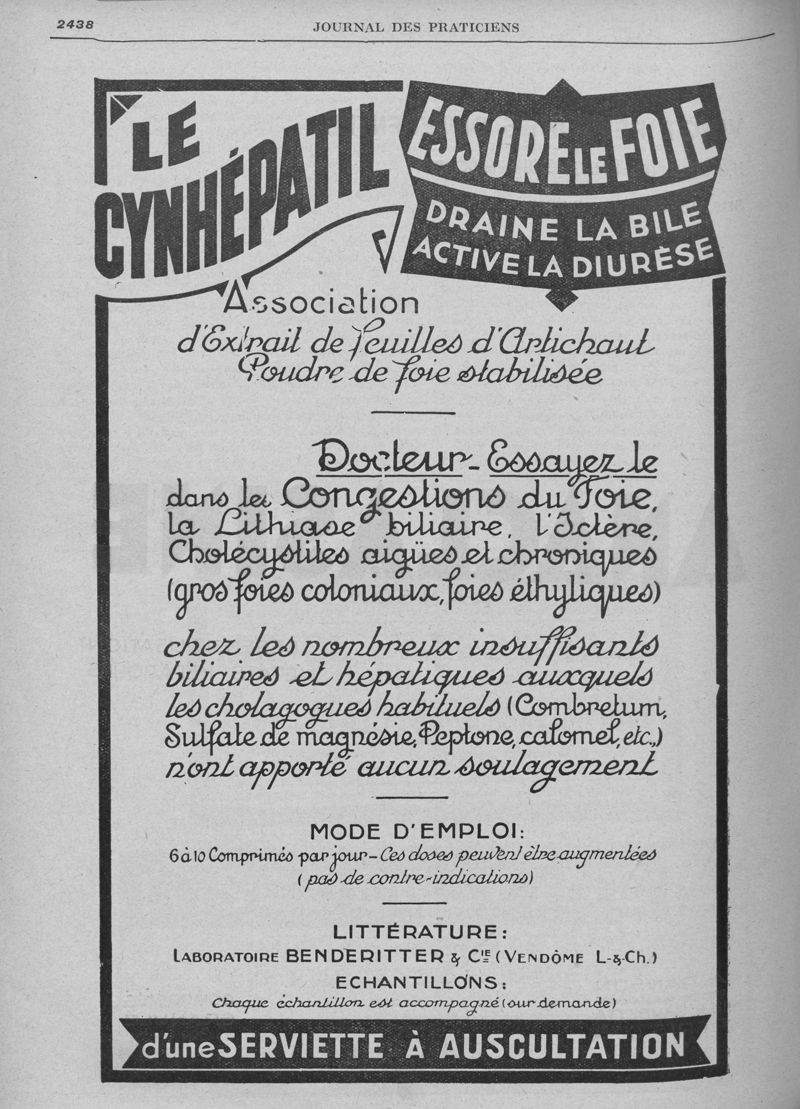 2438
JOURNAL DES PRATICIENS
LE
CYNHÉPATIL
ESSORE LE FOIE
DRAINE LA BILE
ACTIVE LA DIURÈSE
Association
d'Extrait de feuilles d'Artichaut
Poudre de foie stabilisée
Docteur - Essayez le
dans les Congestions du Foie,
la Lithiase biliaire, l'Ictère,
Cholécystites aigües et chroniques
(gros foies coloniaux, foies éthyliques)
chez les nombreux insuffisants
biliaires et hépatiques auxquels
les cholagogues habituels (Combretum,
Sulfate de magnésie, Peptone, calomel, etc.,)
n'ont apporté aucun soulagement
MODE D'EMPLOI:
6 à 10 Comprimés par jour - Ces doses peuvent être augmentées
(pas de contre-indications)
LITTÉRATURE:
LABORATOIRE BENDERITTER & CIE (VENDÔME L-&-Ch.)
ECHANTILLONS:
Chaque échantillon est accompagné (sur demande)
d'une SERVIETTE À AUSCULTATION